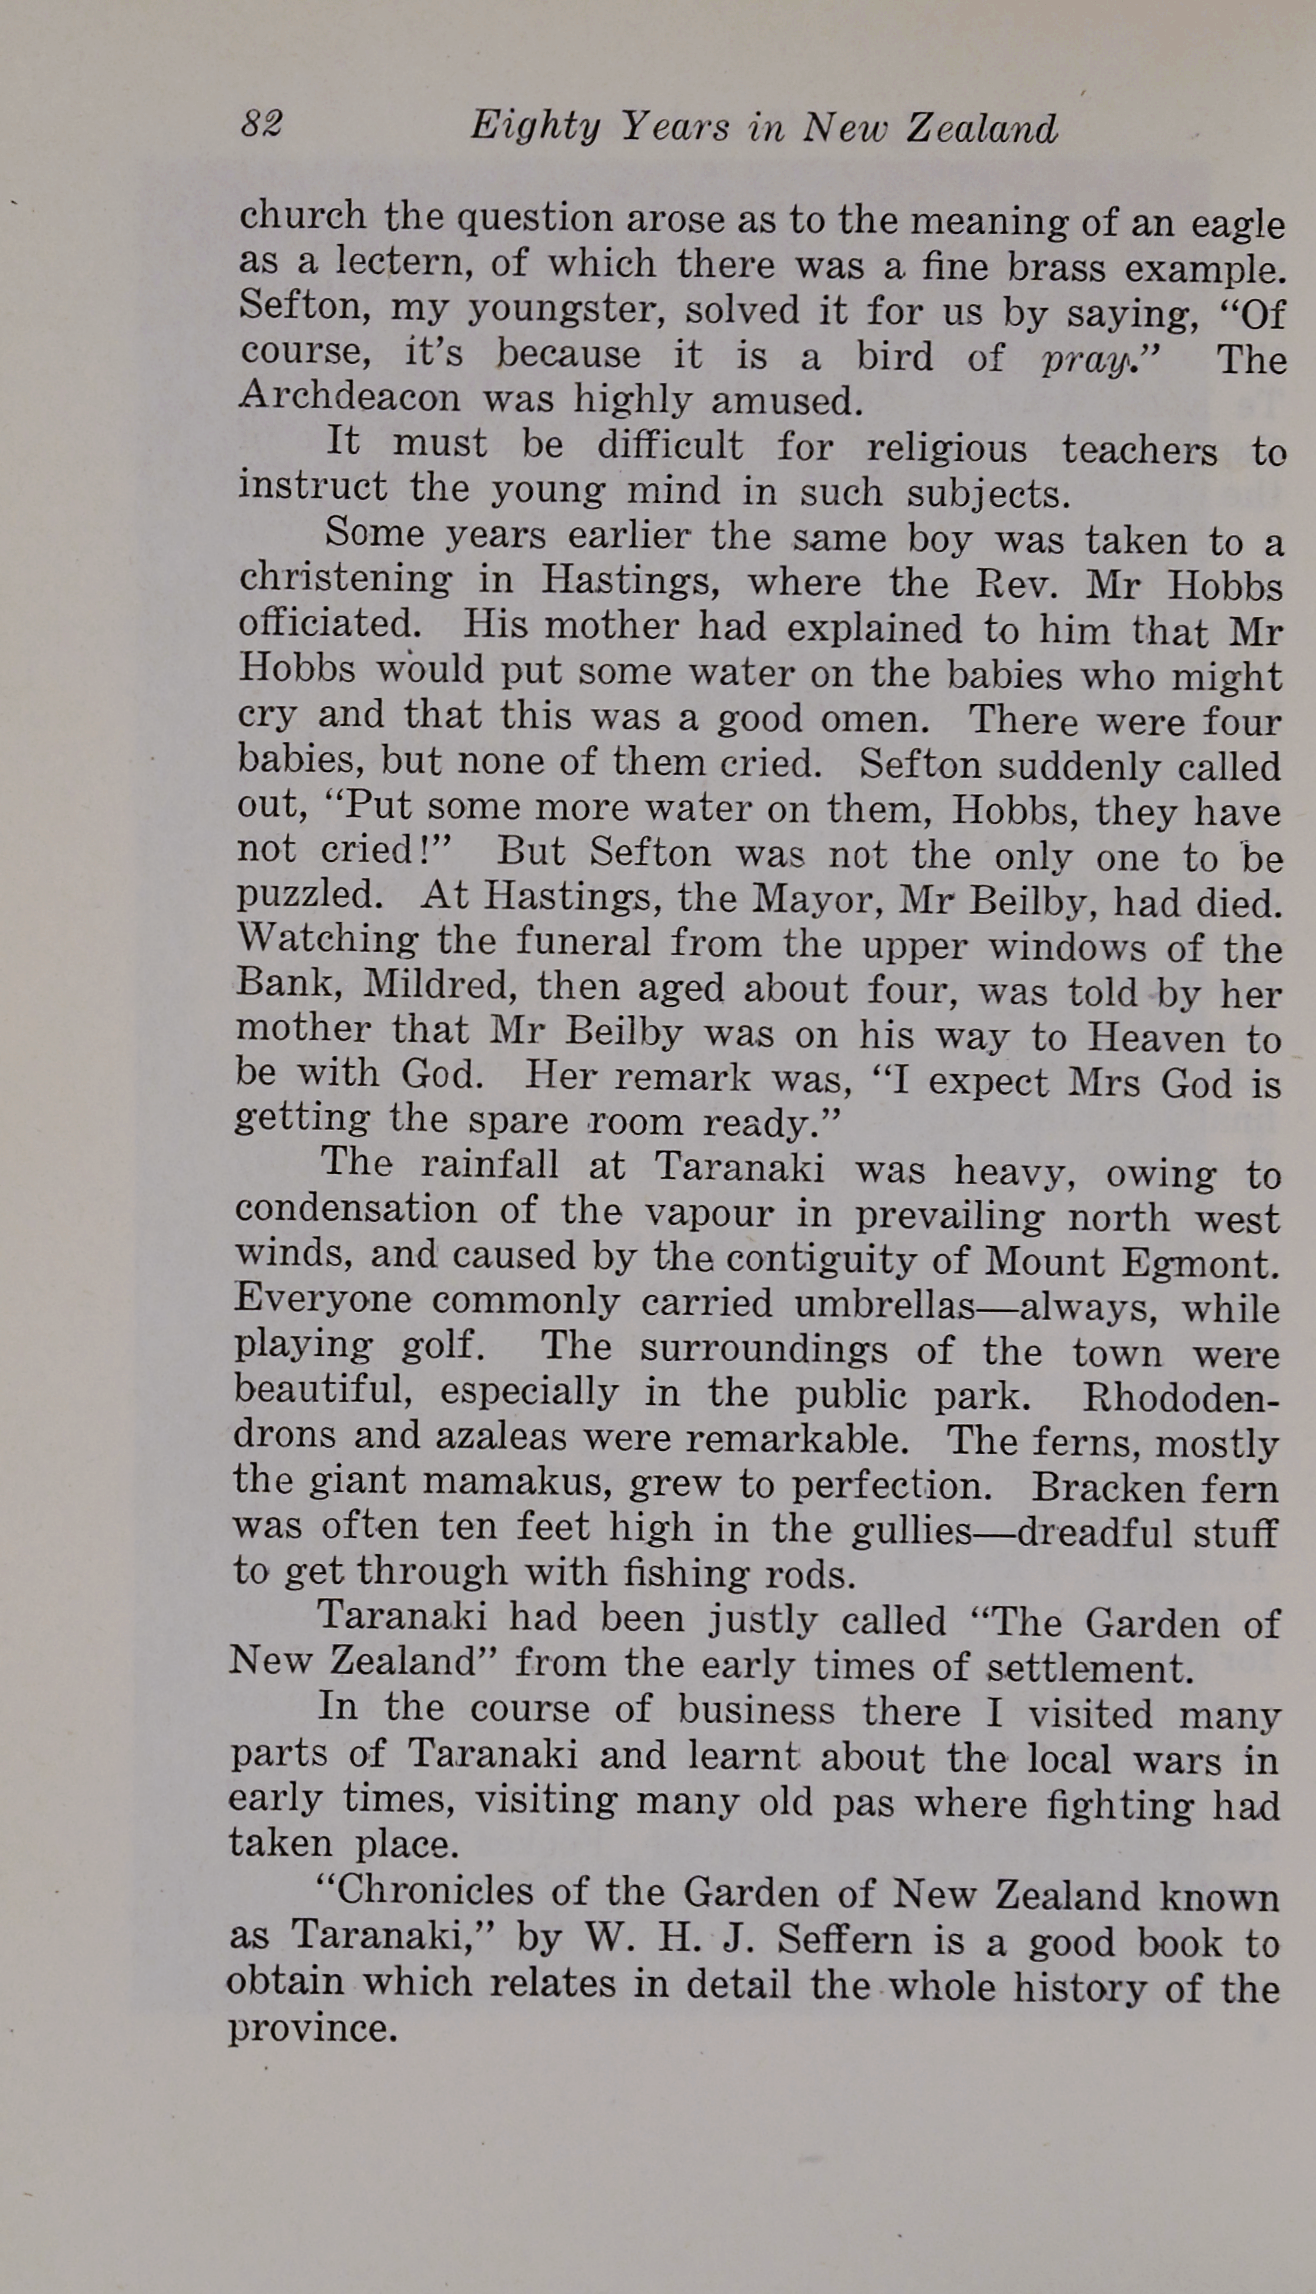 82 Eighty Years in New Zealand
church the question arose as to the meaning of an eagle
as a lectern, of which there was a fine brass example.
Sefton, my youngster, solved it for us by saying, “Of
course, it’s because it is a bird of pray.” The
Archdeacon was highly amused.
It must be difficult for religious teachers to
instruct the young mind in such subjects.
Some years earlier the same boy was taken to a
christening in Hastings, where the Rev. Mr Hobbs
officiated. His mother had explained to him that Mr
Hobbs would put some water on the babies who might
cry and that this was a good omen. There were four
babies, but none of them cried. Sefton suddenly called
out, “Put some more water on them, Hobbs, they have
not cried!” But Sefton was not the only one to be
puzzled. At Hastings, the Mayor, Mr Beilby, had died.
Watching the funeral from the upper windows of the
Bank, Mildred, then aged about four, was told by her
mother that Mr Beilby was on his way to Heaven to
be with God. Her remark was, “I expect Mrs God is
getting the spare room ready.”
The rainfall at Taranaki was heavy, owing to
condensation of the vapour in prevailing north west
winds, and caused by the contiguity of Mount Egmont.
Everyone commonly carried umbrellas—always, while
playing golf. The surroundings of the town were
beautiful, especially in the public park. Rhododen-
drons and azaleas were remarkable. The ferns, mostly
the giant mamakus, grew to perfection. Bracken fern
was often ten feet high in the gullies—dreadful stuff
to get through with fishing rods.
Taranaki had been justly called “The Garden of
New Zealand” from the early times of settlement.
In the course of business there I visited many
parts of Taranaki and learnt about the local wars in
early times, visiting many old pas where fighting had
taken place.
“Chronicles of the Garden of New Zealand known
as Taranaki,” by W. H. J. Seffern is a good book to
obtain which relates in detail the whole history of the
province.